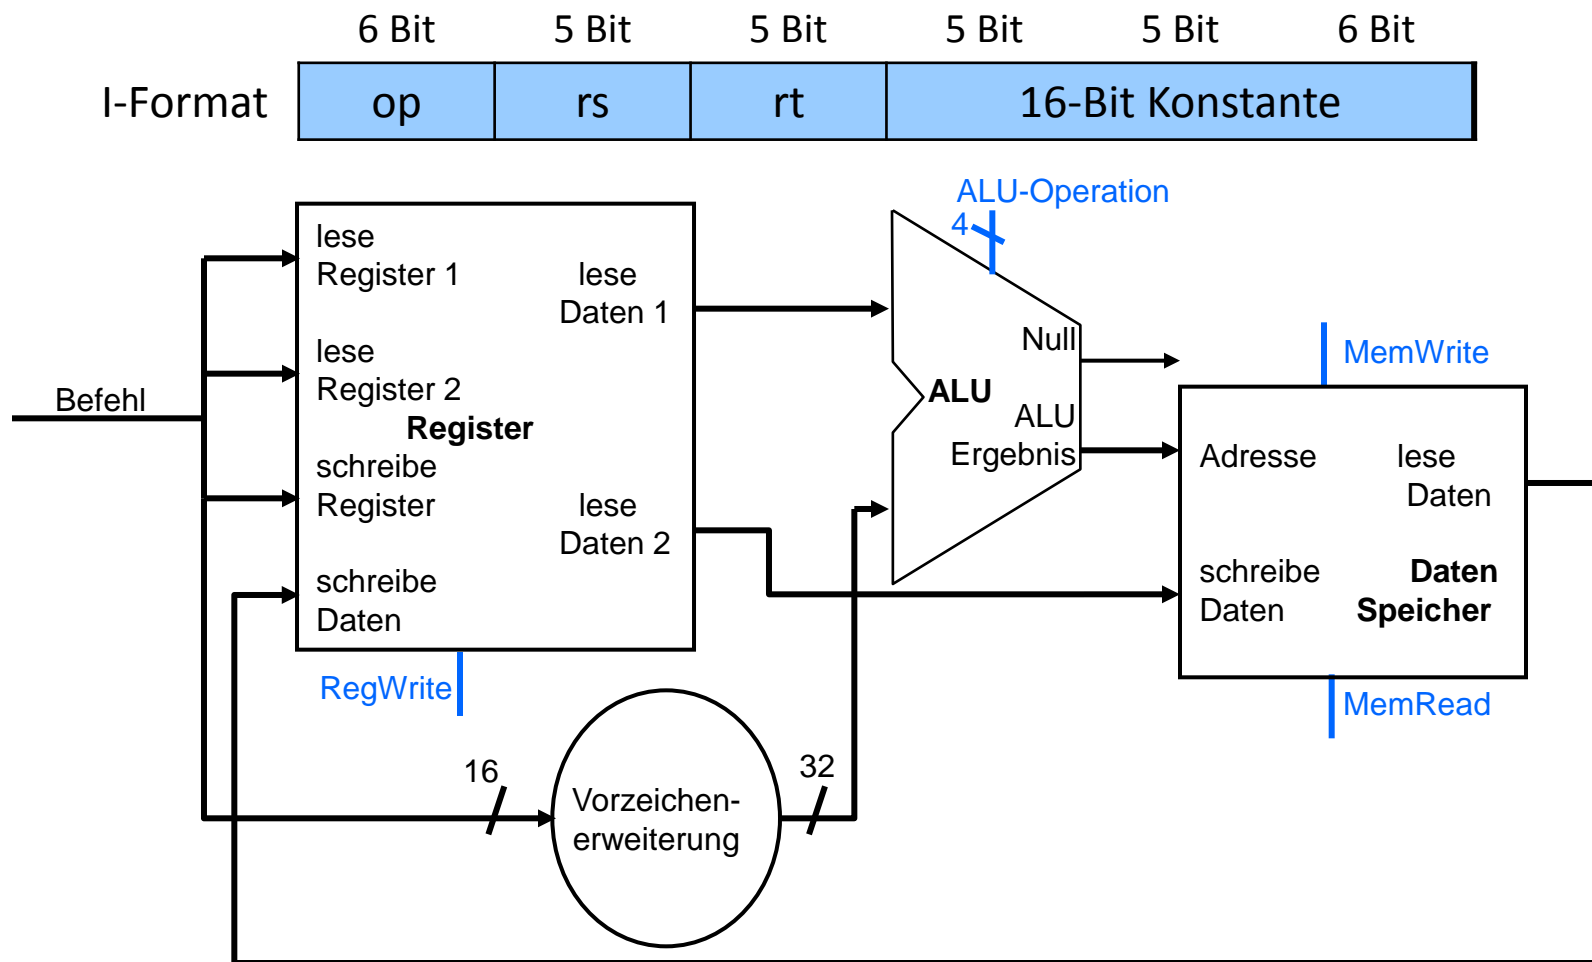 6 Bit 5 Bit 5 Bit 5 Bit 5 Bit 6 Bit
I-Format op rs rt 16-Bit Konstante
ALU-Operation
4
lese
Register 1
lese
Daten 1
lese
Register 2
Befehl
Register
schreibe
Register
lese
Daten 2
schreibe
Daten
RegWrite
Null
ALU
ALU
Ergebnis
MemWrite
Adresse
lese
Daten
schreibe
Daten
Daten
Speicher
MemRead
16
Vorzeichen-
erweiterung
32